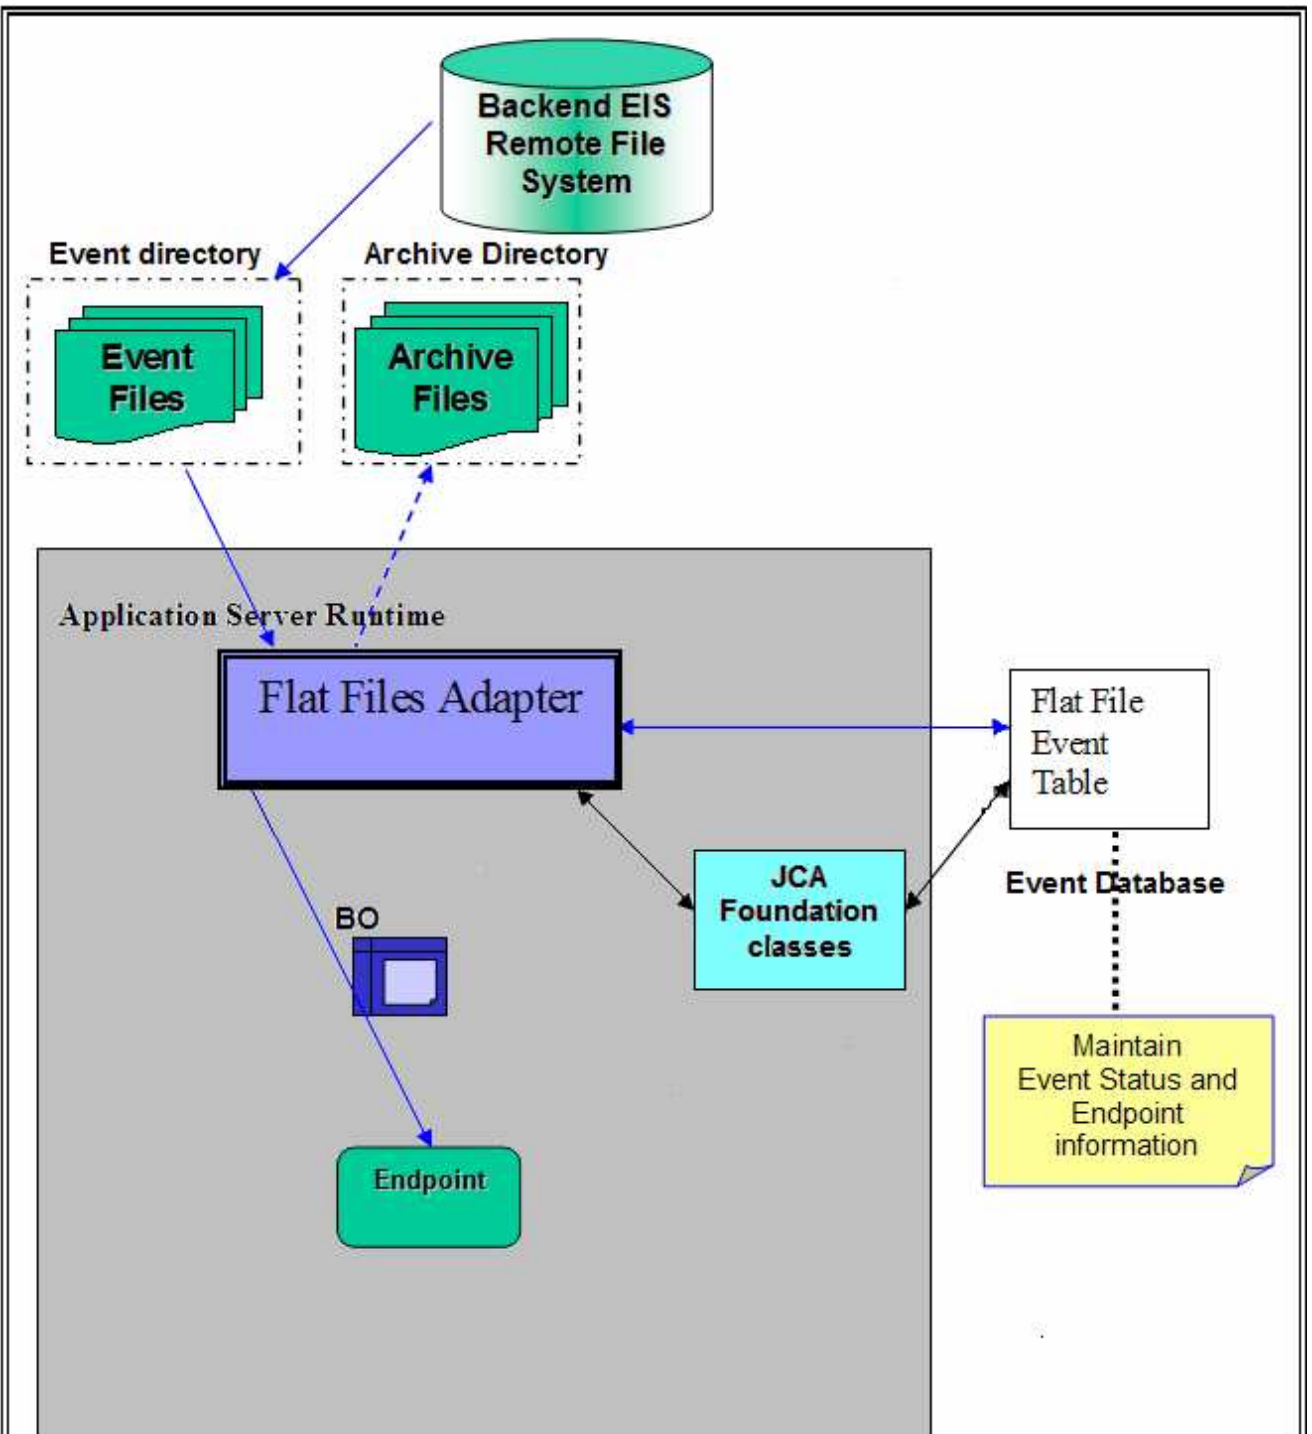 Backend EIS
Remote File
System
Event directory
Archive Directory
Event
Files
Archive
Files
Application Server Runtime
Flat Files Adapter
Flat File
Event
Table
JCA
Foundation
classes
Event Database
BO
Maintain
Event Status and
Endpoint
information
Endpoint